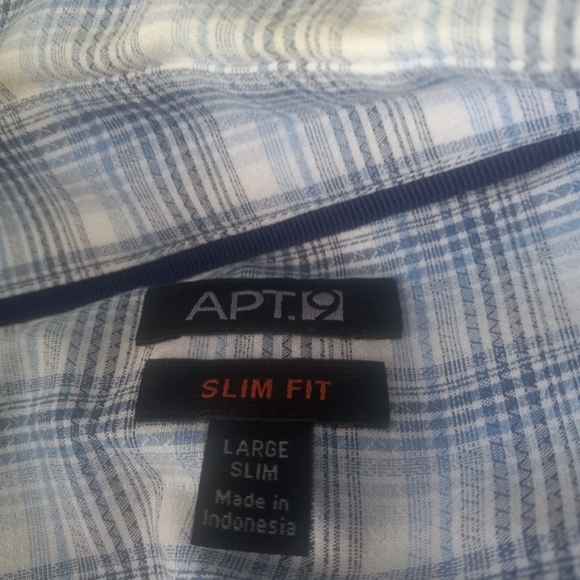 APT.9
SLIM FIT
LARGE
SLIM
Made in
Indonesia